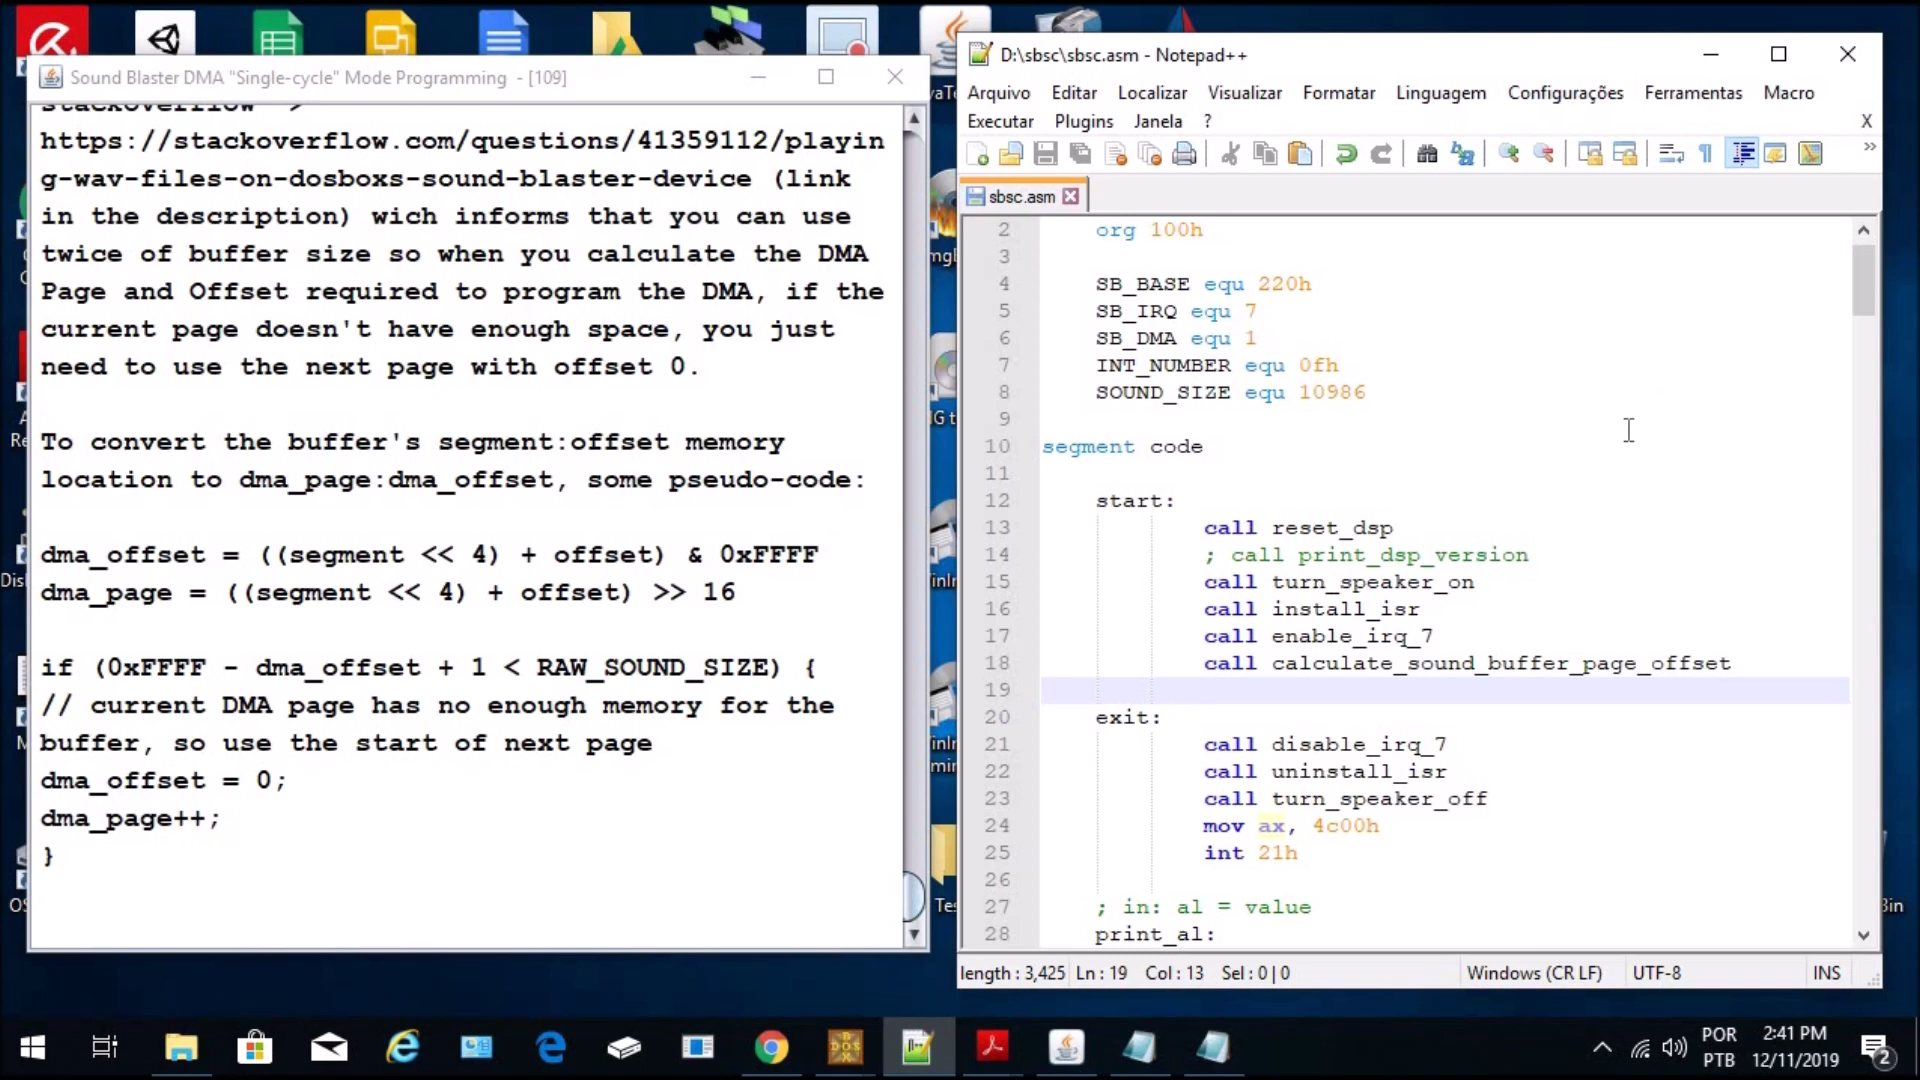 Sound Blaster DMA "Single-cycle" Mode Programming - [109]
https://stackoverflow.com/questions/41359112/playin
g-wav-files-on-dosboxs-sound-blaster-device (link
in the description) wich informs that you can use
twice of buffer size so when you calculate the DMA
Page and Offset required to program the DMA, if the
current page doesn't have enough space, you just
need to use the next page with offset 0.
To convert the buffer's segment:offset memory
location to dma_page:dma_offset, some pseudo-code:
dma_offset = ((segment << 4) + offset) & 0xFFFF
dma_page = ((segment << 4) + offset) >> 16
if (0xFFFF - dma_offset + 1 < RAW_SOUND_SIZE) {
// current DMA page has no enough memory for the
buffer, so use the start of next page
dma_offset = 0;
dma_page++;
}
D:\sbsc\sbsc.asm - Notepad++
Arquivo Editar Localizar Visualizar Formatar Linguagem Configurações Ferramentas Macro
Executar Plugins Janela ? X
sbsc.asm
2 org 100h
3
4 SB_BASE equ 220h
5 SB_IRQ equ 7
6 SB_DMA equ 1
7 INT_NUMBER equ 0fh
8 SOUND_SIZE equ 10986
9
10 segment code
11
12 start:
13 call reset_dsp
14 ; call print_dsp_version
15 call turn_speaker_on
16 call install_isr
17 call enable_irq_7
18 call calculate_sound_buffer_page_offset
19
20 exit:
21 call disable_irq_7
22 call uninstall_isr
23 call turn_speaker_off
24 mov ax, 4c00h
25 int 21h
26
27 ; in: al = value
28 print_al:
length : 3,425 Ln : 19 Col : 13 Sel : 0 | 0 Windows (CR LF) UTF-8 INS
POR 2:41 PM
PTB 12/11/2019 2